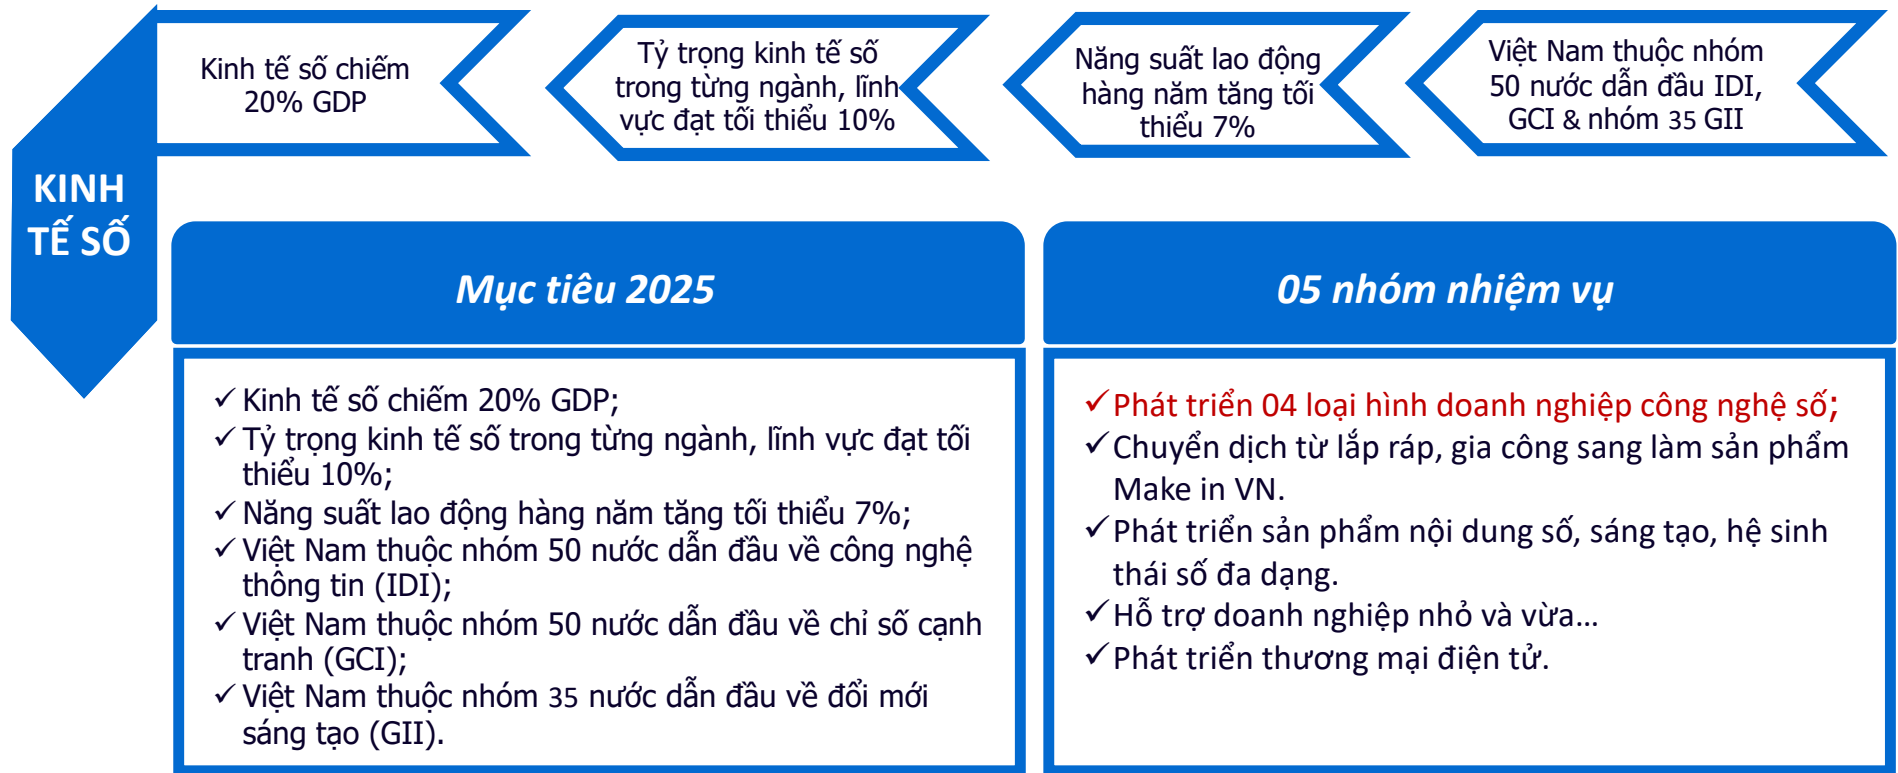 Kinh tế số chiếm
20% GDP
Tỷ trọng kinh tế số
trong từng ngành, lĩnh
vực đạt tối thiểu 10%
Năng suất lao động
hàng năm tăng tối
thiểu 7%
Việt Nam thuộc nhóm
50 nước dẫn đầu IDI,
GCI & nhóm 35 GII
KINH
TẾ SỐ
Mục tiêu 2025
✓ Kinh tế số chiếm 20% GDP;
✓ Tỷ trọng kinh tế số trong từng ngành, lĩnh vực đạt tối
thiểu 10%;
✓ Năng suất lao động hàng năm tăng tối thiểu 7%;
✓ Việt Nam thuộc nhóm 50 nước dẫn đầu về công nghệ
thông tin (IDI);
✓ Việt Nam thuộc nhóm 50 nước dẫn đầu về chỉ số cạnh
tranh (GCI);
✓ Việt Nam thuộc nhóm 35 nước dẫn đầu về đổi mới
sáng tạo (GII).
05 nhóm nhiệm vụ
✓ Phát triển 04 loại hình doanh nghiệp công nghệ số;
✓ Chuyển dịch từ lắp ráp, gia công sang làm sản phẩm
Make in VN.
✓ Phát triển sản phẩm nội dung số, sáng tạo, hệ sinh
thái số đa dạng.
✓ Hỗ trợ doanh nghiệp nhỏ và vừa...
✓ Phát triển thương mại điện tử.